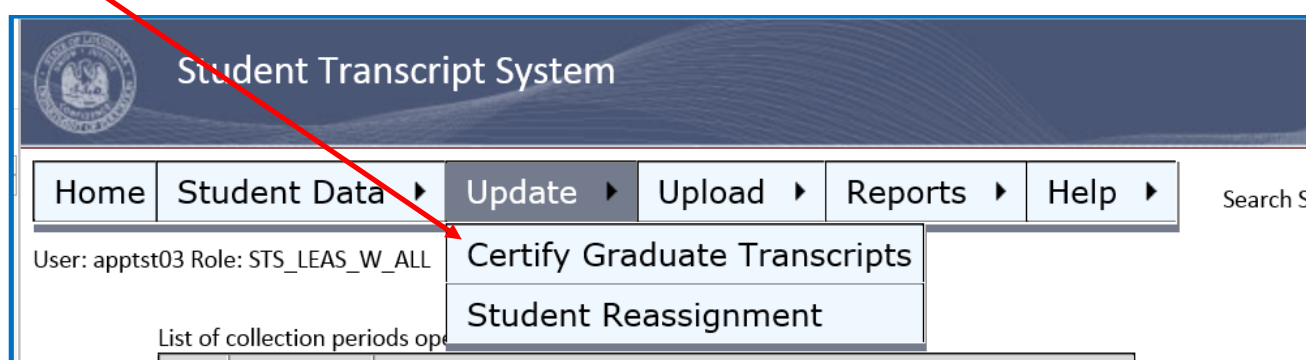 Student Transcript System
Home Student Data Update Upload Reports Help Search S
Certify Graduate Transcripts
User: apptst03 Role: STS_LEAS_W_ALL
Student Reassignment
List of collection periods ope